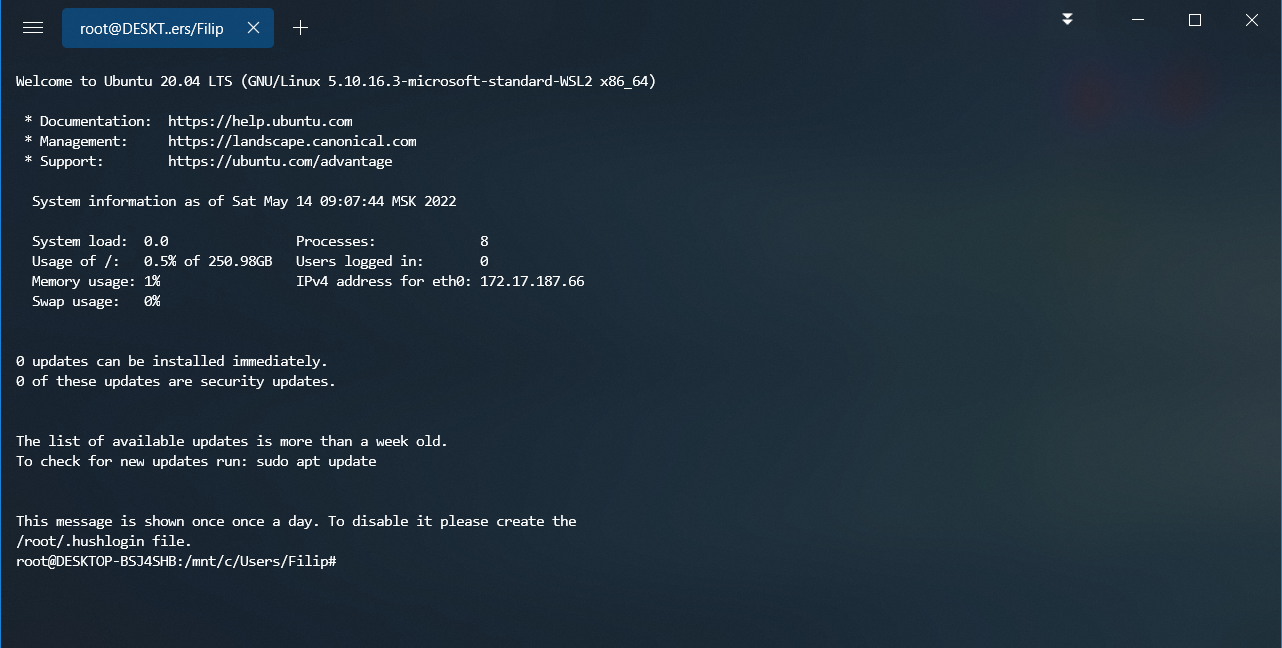 root@DESKT..ers/Filip
Welcome to Ubuntu 20.04 LTS (GNU/Linux 5.10.16.3-microsoft-standard-WSL2 x86_64)
* Documentation:  https://help.ubuntu.com
* Management:     https://landscape.canonical.com
* Support:        https://ubuntu.com/advantage
System information as of Sat May 14 09:07:44 MSK 2022
System load:  0.0                Processes:             8
Usage of /:   0.5% of 250.98GB   Users logged in:       0
Memory usage: 1%                 IPv4 address for eth0: 172.17.187.66
Swap usage:   0%
0 updates can be installed immediately.
0 of these updates are security updates.
The list of available updates is more than a week old.
To check for new updates run: sudo apt update
This message is shown once once a day. To disable it please create the
/root/.hushlogin file.
root@DESKTOP-BSJ4SHB:/mnt/c/Users/Filip#